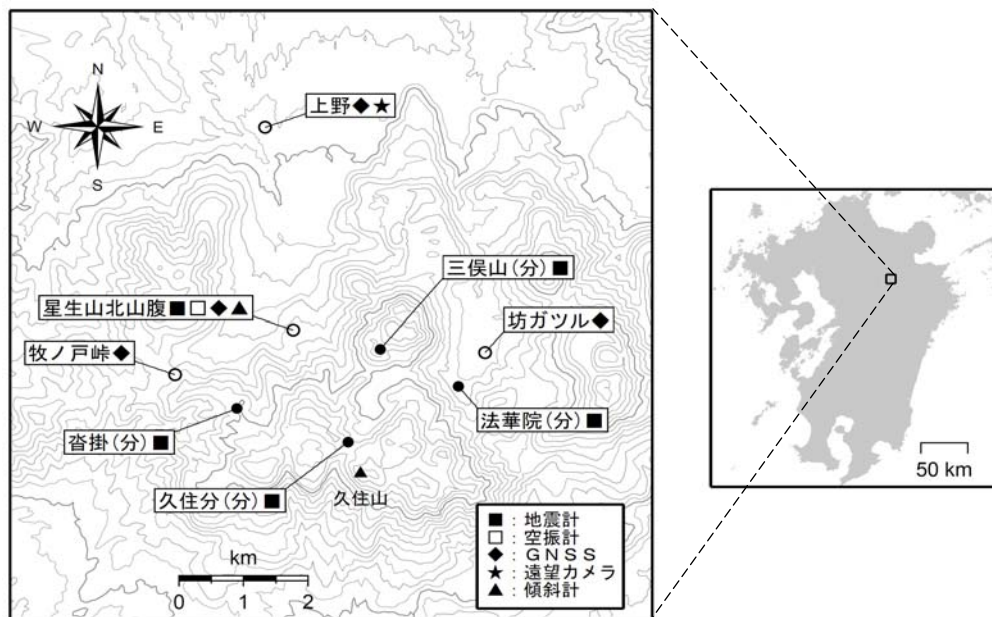 N
W
E
S
上野◆★
三俣山(分)■
星生山北山腹■□◆▲
坊ガツル◆
牧ノ戸峠◆
法華院(分)■
沓掛(分)■
久住分(分)■
久住山
km
0 1 2
■:地震計
□:空振計
◆:GNSS
★:遠望カメラ
▲:傾斜計
50 km